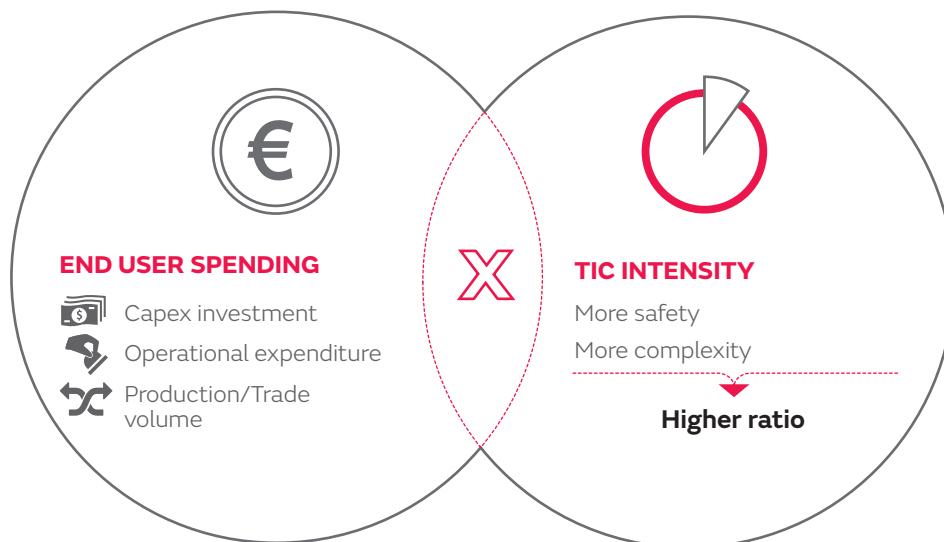 €
END USER SPENDING
$
Capex investment
Operational expenditure
Production/Trade
volume
X
TIC INTENSITY
More safety
More complexity
Higher ratio